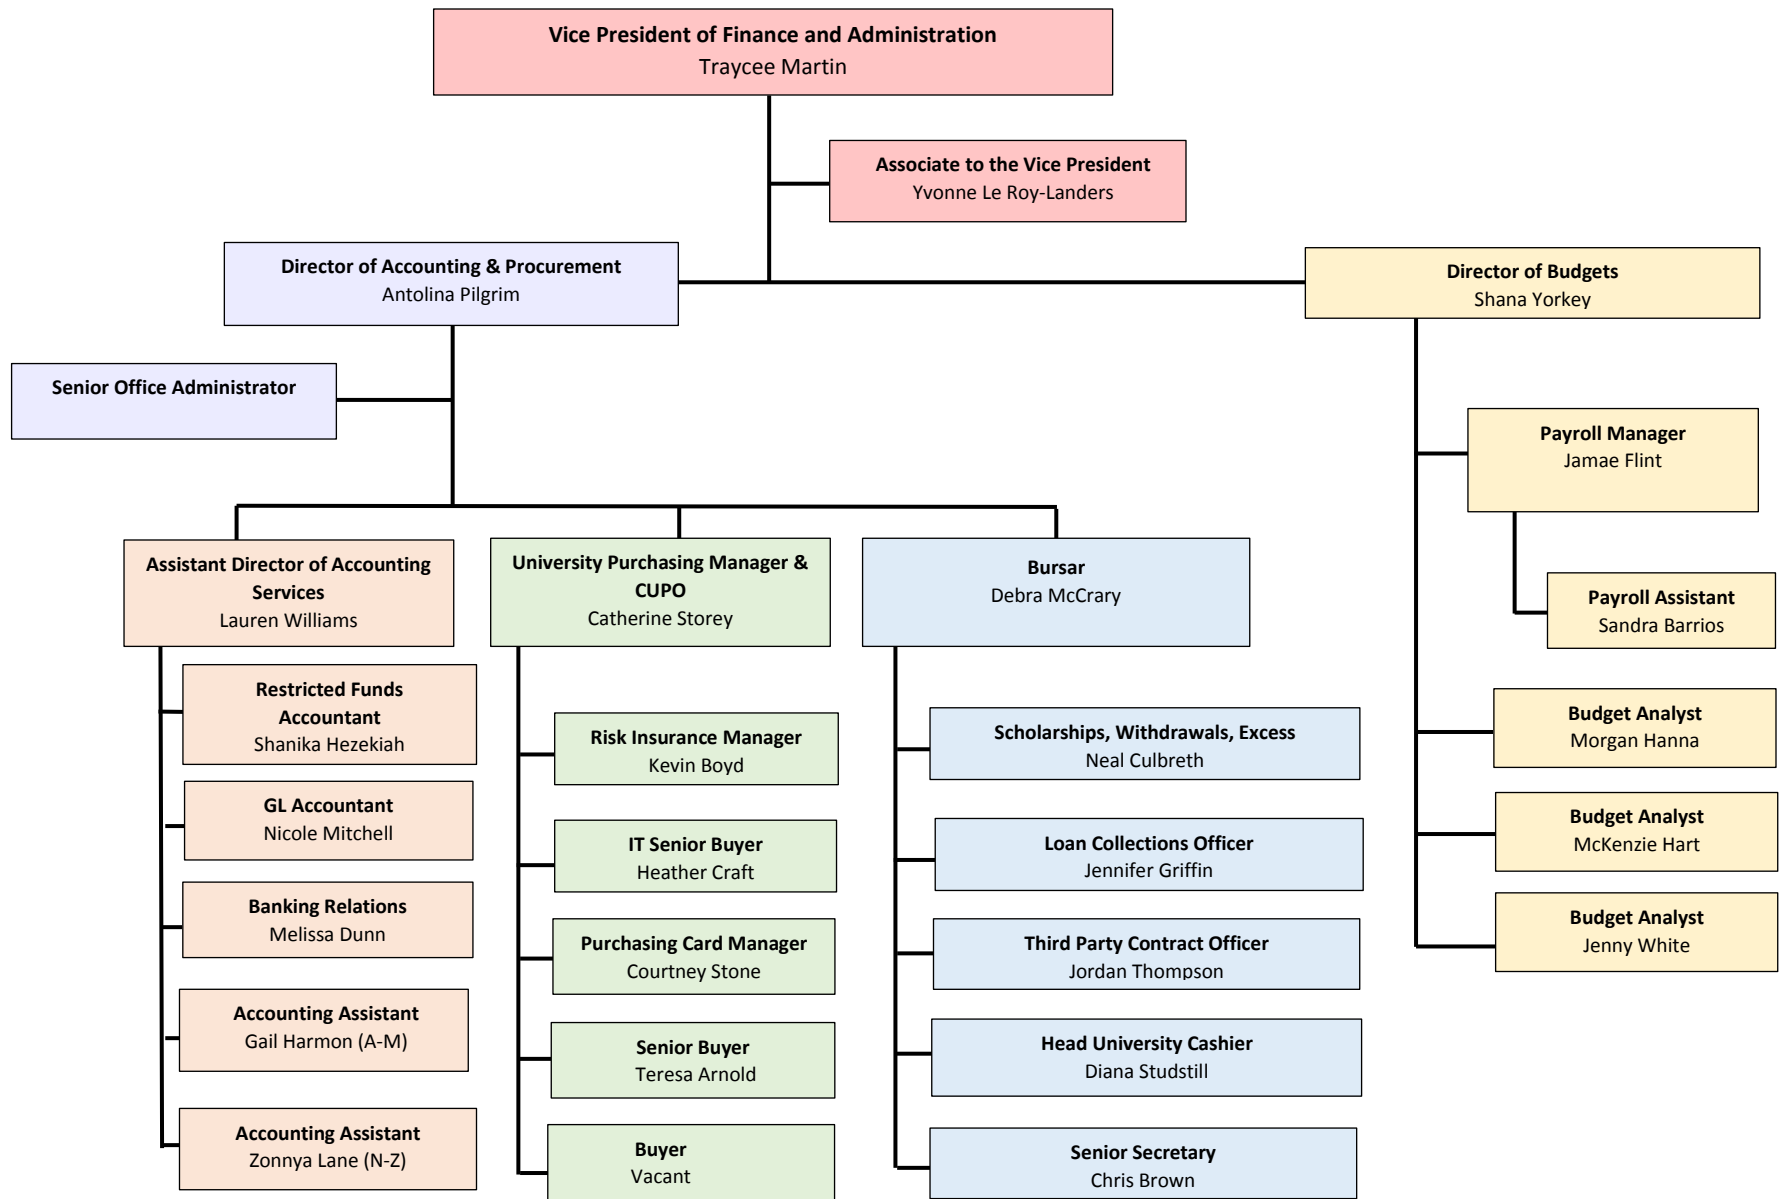 Vice President of Finance and Administration
Traycee Martin
Associate to the Vice President
Yvonne Le Roy-Landers
Director of Accounting & Procurement
Antolina Pilgrim
Director of Budgets
Shana Yorkey
Senior Office Administrator
Payroll Manager
Jamae Flint
Payroll Assistant
Sandra Barrios
Budget Analyst
Morgan Hanna
Budget Analyst
McKenzie Hart
Budget Analyst
Jenny White
Assistant Director of Accounting
Services
Lauren Williams
Restricted Funds
Accountant
Shanika Hezekiah
GL Accountant
Nicole Mitchell
Banking Relations
Melissa Dunn
Accounting Assistant
Gail Harmon (A-M)
Accounting Assistant
Zonnya Lane (N-Z)
University Purchasing Manager &
CUPO
Catherine Storey
Risk Insurance Manager
Kevin Boyd
IT Senior Buyer
Heather Craft
Purchasing Card Manager
Courtney Stone
Senior Buyer
Teresa Arnold
Buyer
Vacant
Bursar
Debra McCrary
Scholarships, Withdrawals, Excess
Neal Culbreth
Loan Collections Officer
Jennifer Griffin
Third Party Contract Officer
Jordan Thompson
Head University Cashier
Diana Studstill
Senior Secretary
Chris Brown